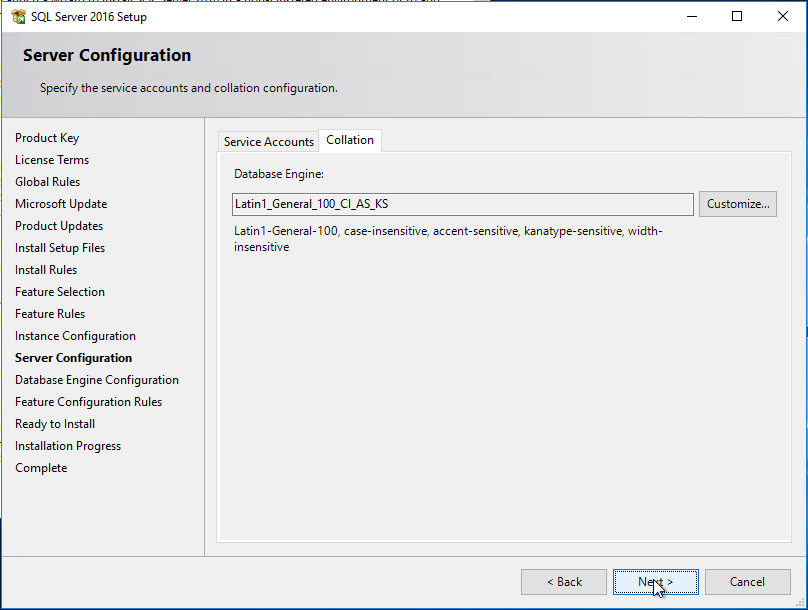 SQL Server 2016 Setup
Server Configuration
Specify the service accounts and collation configuration.
Product Key
License Terms
Global Rules
Microsoft Update
Product Updates
Install Setup Files
Install Rules
Feature Selection
Feature Rules
Instance Configuration
Server Configuration
Database Engine Configuration
Feature Configuration Rules
Ready to Install
Installation Progress
Complete
Service Accounts Collation
Database Engine:
Latin1_General_100_CI_AS_KS Customize...
Latin1-General-100, case-insensitive, accent-sensitive, kanatype-sensitive, width-
insensitive
< Back Next > Cancel